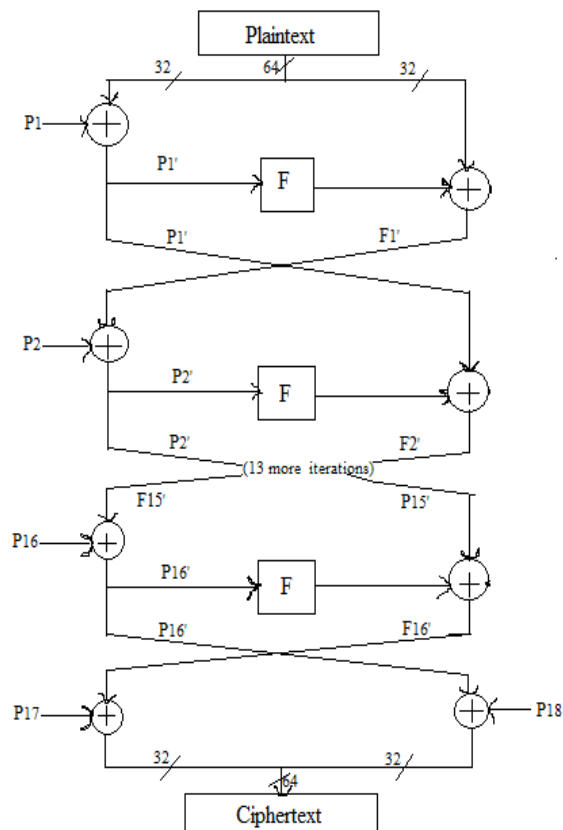 Plaintext
32 64 32
P1
P1' F
P1' F1'
P2
P2' F
P2' F2'
(13 more iterations)
F15' P15'
P16
P16' F
P16' F16'
P17 P18
32 32
64
Ciphertext